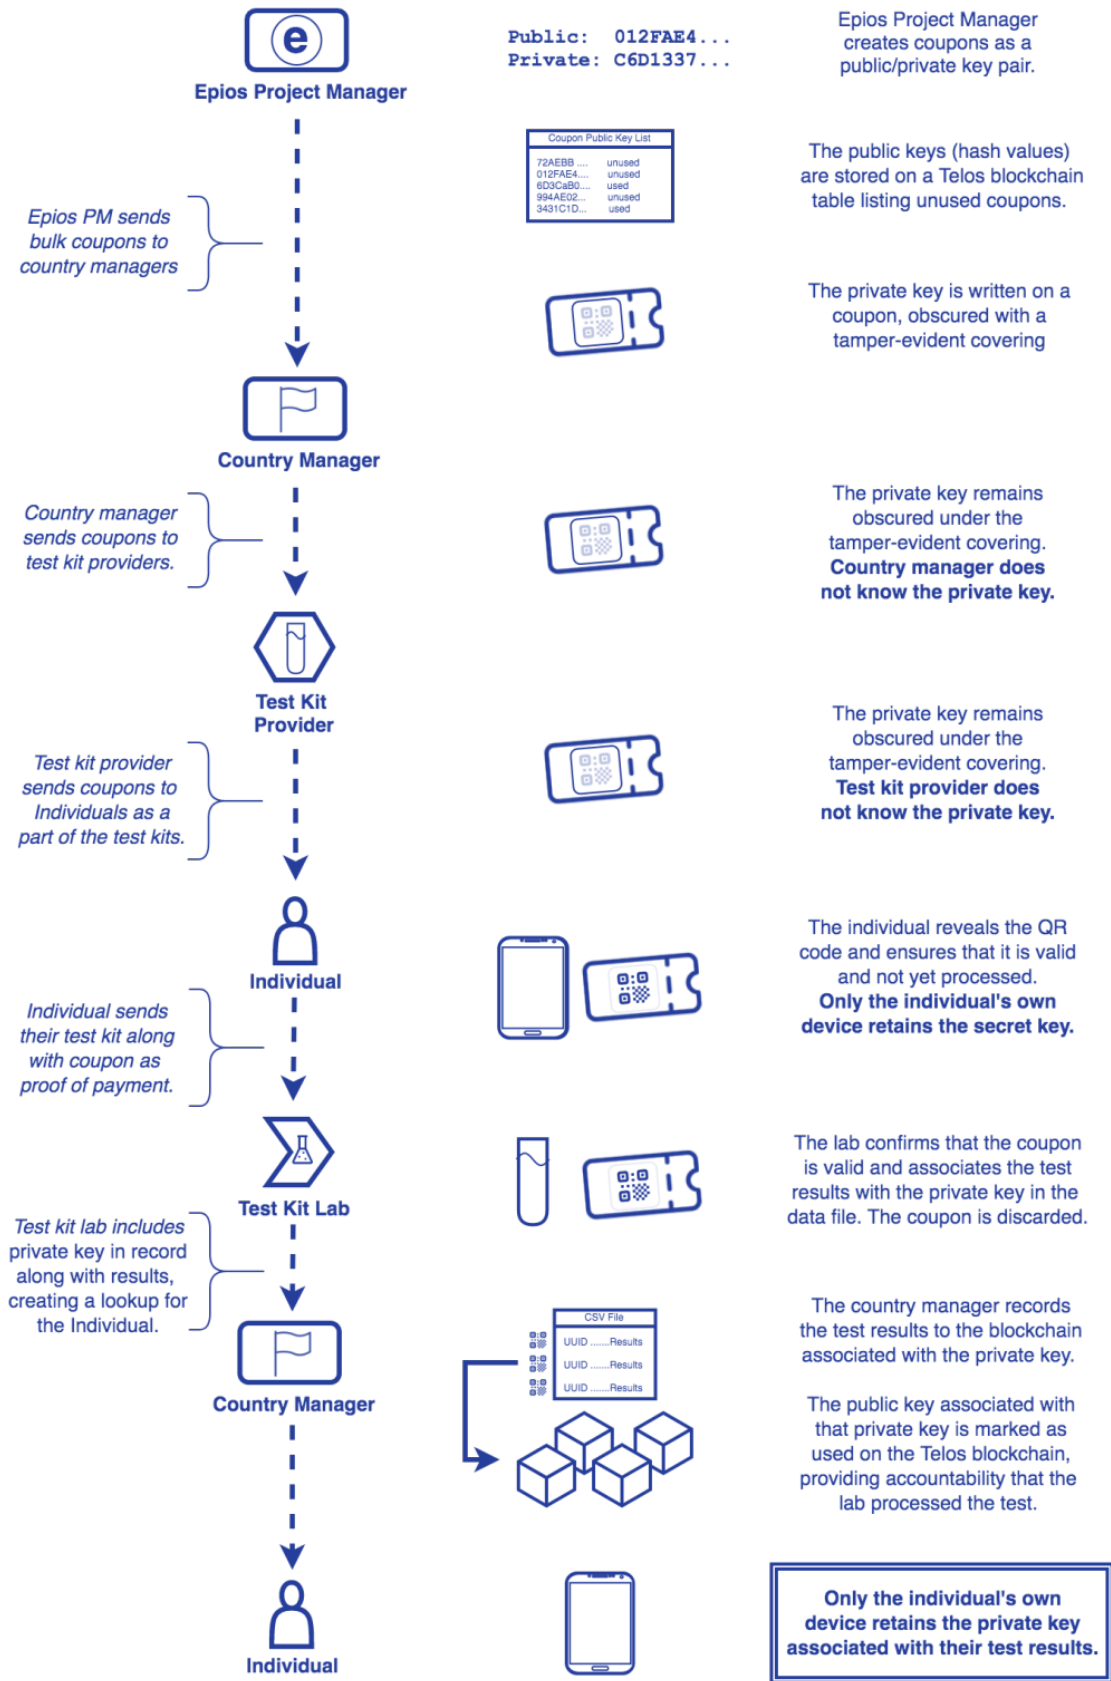 e
Public: 012FAE4...
Private: C6D1337...
Epios Project Manager
creates coupons as a
public/private key pair.
Epios Project Manager
Coupon Public Key List
72AEBB .... unused
012FAE4.... unused
6D3CaB0.... used
994AE02... unused
3431C1D... used
The public keys (hash values)
are stored on a Telos blockchain
table listing unused coupons.
Epios PM sends
bulk coupons to
country managers
The private key is written on a
coupon, obscured with a
tamper-evident covering
Country Manager
Country manager
sends coupons to
test kit providers.
The private key remains
obscured under the
tamper-evident covering.
Country manager does
not know the private key.
Test Kit
Provider
Test kit provider
sends coupons to
Individuals as a
part of the test kits.
The private key remains
obscured under the
tamper-evident covering.
Test kit provider does
not know the private key.
Individual
The individual reveals the QR
code and ensures that it is valid
and not yet processed.
Only the individual's own
device retains the secret key.
Individual sends
their test kit along
with coupon as
proof of payment.
Test Kit Lab
The lab confirms that the coupon
is valid and associates the test
results with the private key in the
data file. The coupon is discarded.
Test kit lab includes
private key in record
along with results,
creating a lookup for
the Individual.
Country Manager
CSV File
UUID .......Results
UUID .......Results
UUID .......Results
The country manager records
the test results to the blockchain
associated with the private key.
The public key associated with
that private key is marked as
used on the Telos blockchain,
providing accountability that the
lab processed the test.
Individual
Only the individual's own
device retains the private key
associated with their test results.